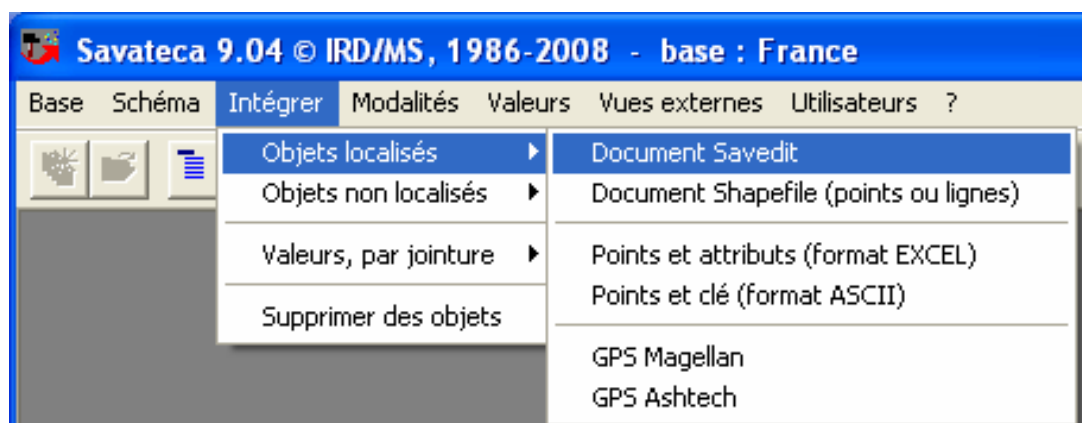 Savateca 9.04 © IRD/MS, 1986-2008 - base : France
Base Schéma Intégrer Modalités Valeurs Vues externes Utilisateurs ?
Objets localisés
Objets non localisés
Valeurs, par jointure
Supprimer des objets
Document Savedit
Document Shapefile (points ou lignes)
Points et attributs (format EXCEL)
Points et clé (format ASCII)
GPS Magellan
GPS Ashtech